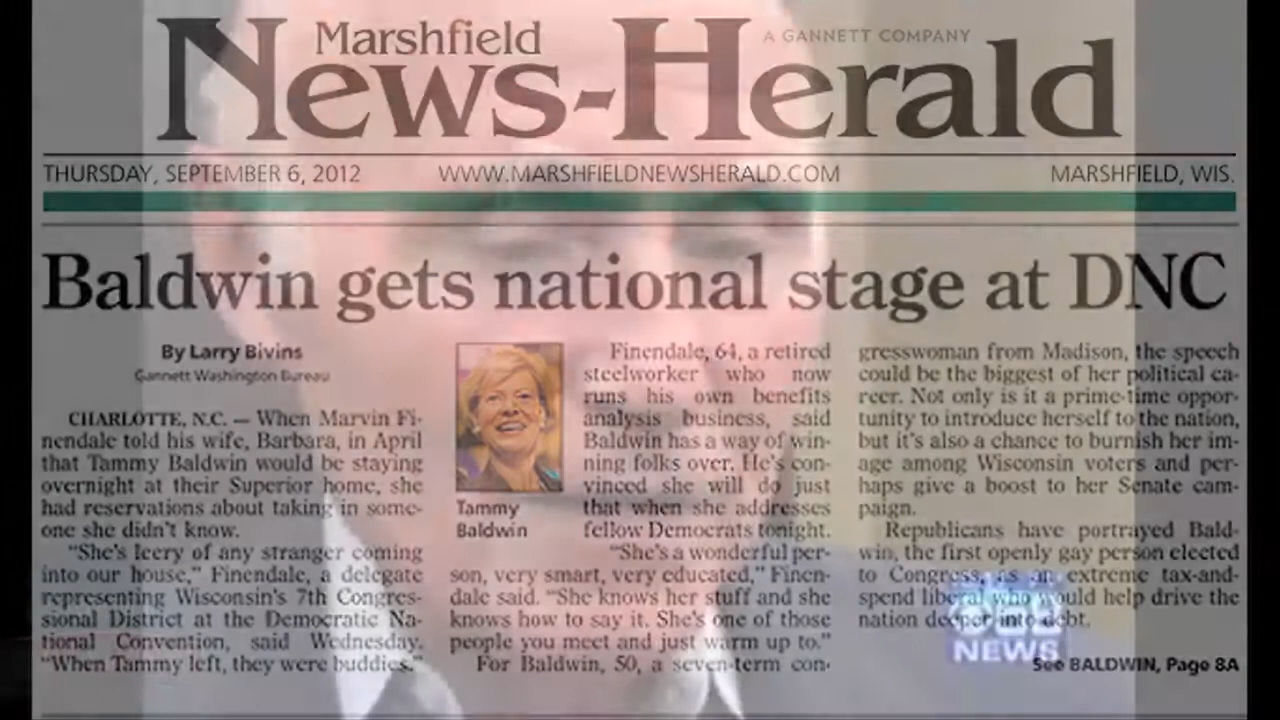 Marshfield
A GANNETT COMPANY
News-Herald
THURSDAY, SEPTEMBER 6, 2012
WWW.MARSHFIELDNEWSHERALD.COM
MARSHFIELD, WIS.
Baldwin gets national stage at DNC
By Larry Bivins
Gannett Washington Bureau
CHARLOTTE, N.C. — When Marvin Fi-
nendale told his wife, Barbara, in April
that Tammy Baldwin would be staying
overnight at their Superior home, she
had reservations about taking in some-
one she didn't know.
"She's leery of any stranger coming
into our house," Finendale, a delegate
representing Wisconsin's 7th Congres-
sional District at the Democratic Na-
tional Convention, said Wednesday.
"When Tammy left, they were buddies."
Tammy
Baldwin
Finendale, 64, a retired
steelworker who now
runs his own benefits
analysis business, said
Baldwin has a way of win-
ning folks over. He's con-
vinced she will do just
that when she addresses
fellow Democrats tonight.
"She's a wonderful per-
son, very smart, very educated," Finen-
dale said. "She knows her stuff and she
knows how to say it. She's one of those
people you meet and just warm up to."
For Baldwin, 50, a seven-term con-
gresswoman from Madison, the speech
could be the biggest of her political ca-
reer. Not only is it a prime-time oppor-
tunity to introduce herself to the nation,
but it's also a chance to burnish her im-
age among Wisconsin voters and per-
haps give a boost to her Senate cam-
paign.
Republicans have portrayed Bald-
win, the first openly gay person elected
to Congress, as an extreme tax-and-
spend liberal who would help drive the
nation deeper into debt.
See BALDWIN, Page 8A
NEWS